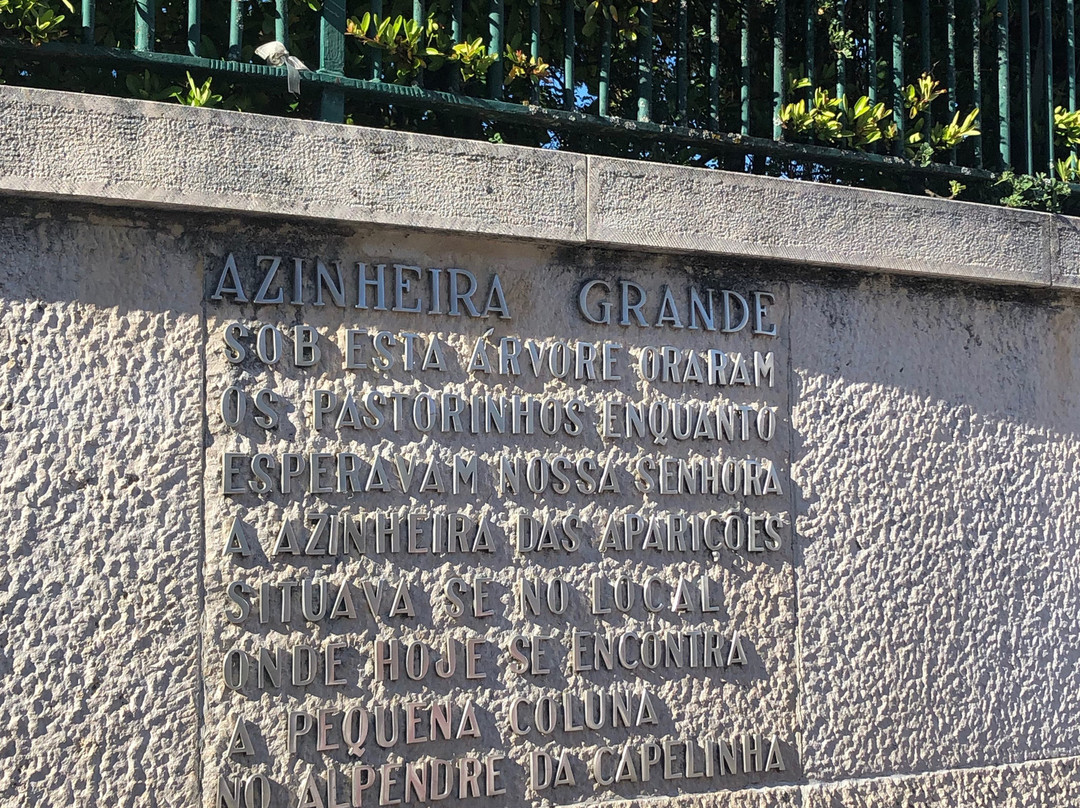 AZINHEIRA GRANDE
SOB ESTA ÁRVORE ORARAM
OS PASTORINHOS ENQUANTO
ESPERAVAM NOSSA SENHORA
A AZINHEIRA DAS APARIÇÕES
SITUAVA SE NO LOCAL
ONDE HOJE SE ENCONTRA
A PEQUENA COLUNA
NO ALPENDRE DA CAPELINHA